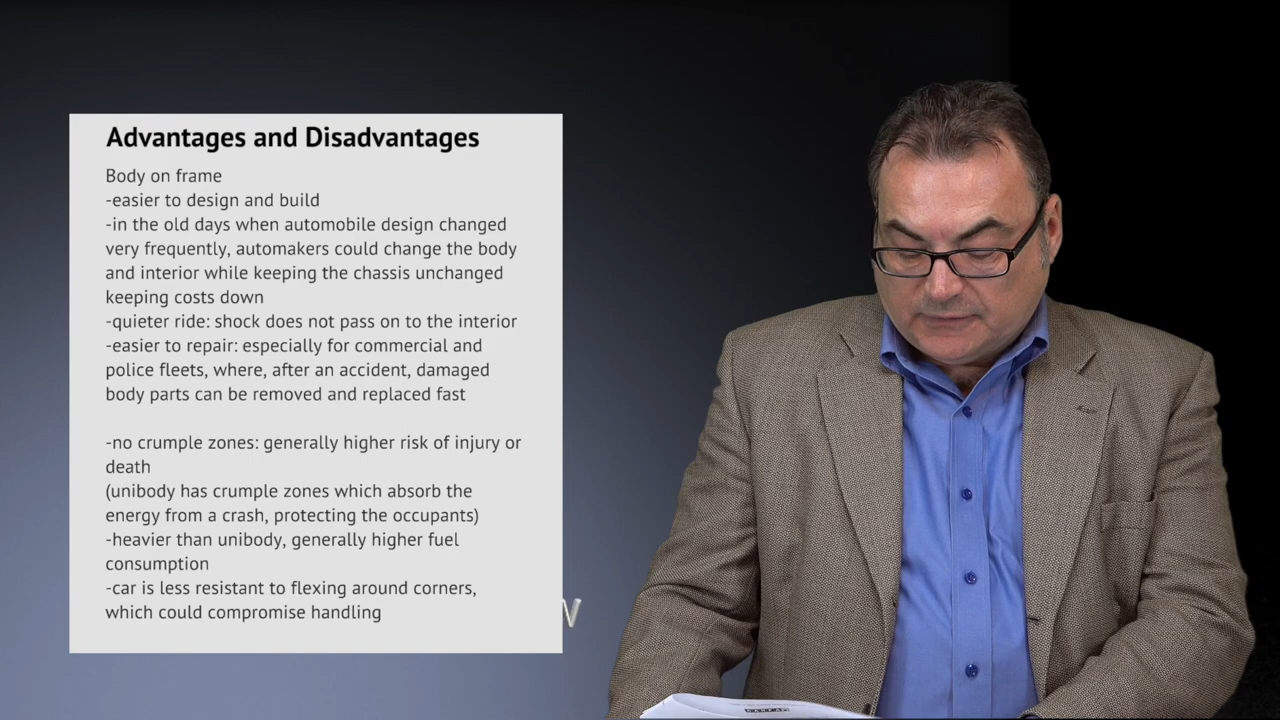 Advantages and Disadvantages
Body on frame
-easier to design and build
-in the old days when automobile design changed
very frequently, automakers could change the body
and interior while keeping the chassis unchanged
keeping costs down
-quieter ride: shock does not pass on to the interior
-easier to repair: especially for commercial and
police fleets, where, after an accident, damaged
body parts can be removed and replaced fast
-no crumple zones: generally higher risk of injury or
death
(unibody has crumple zones which absorb the
energy from a crash, protecting the occupants)
-heavier than unibody, generally higher fuel
consumption
-car is less resistant to flexing around corners,
which could compromise handling